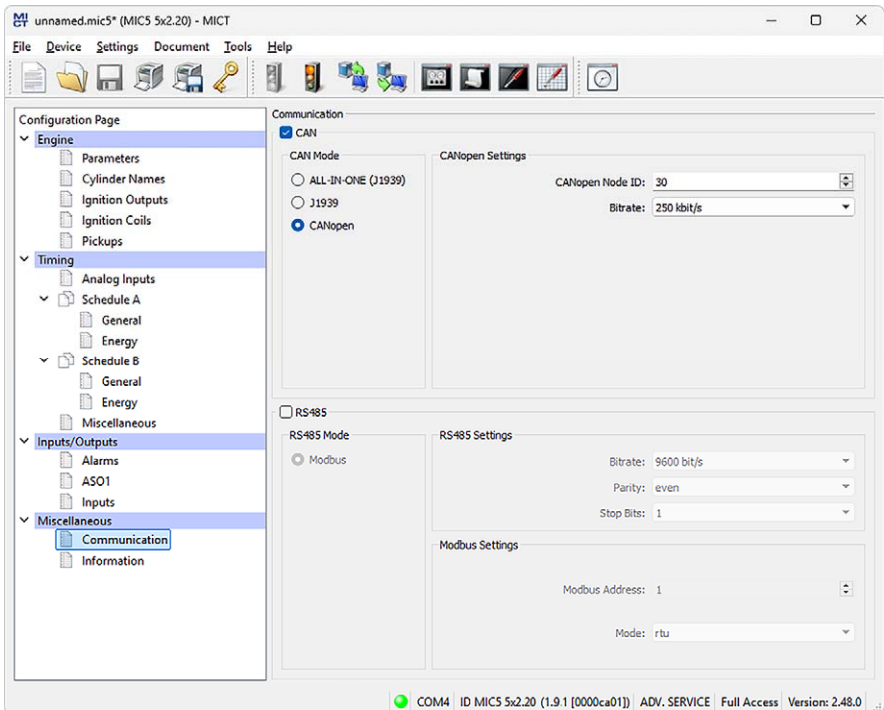 MICT unnamed.mic5* (MIC5 5x2.20) - MICT
File Device Settings Document Tools Help
Configuration Page
Engine
Parameters
Cylinder Names
Ignition Outputs
Ignition Coils
Pickups
Timing
Analog Inputs
Schedule A
General
Energy
Schedule B
General
Energy
Miscellaneous
Inputs/Outputs
Alarms
ASO1
Inputs
Miscellaneous
Communication
Information
Communication
CAN
CAN Mode
ALL-IN-ONE (J1939)
J1939
CANopen
CANopen Settings
CANopen Node ID: 30
Bitrate: 250 kbit/s
RS485
RS485 Mode
Modbus
RS485 Settings
Bitrate: 9600 bit/s
Parity: even
Stop Bits: 1
Modbus Settings
Modbus Address: 1
Mode: rtu
COM4 ID MIC5 5x2.20 (1.9.1 [0000ca01]) ADV. SERVICE Full Access Version: 2.48.0